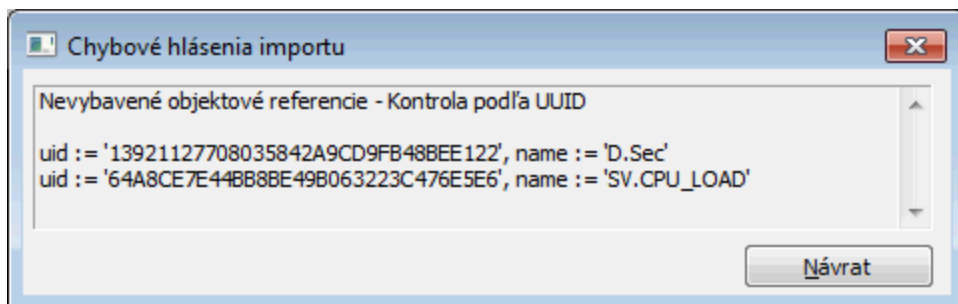 Chybové hlásenia importu
Nevybavené objektové referencie - Kontrola podľa UUID
uid := '13921127708035842A9CD9FB48BEE122', name := 'D.Sec'
uid := '64A8CE7E44BB8BE49B063223C476E5E6', name := 'SV.CPU_LOAD'
Návrat